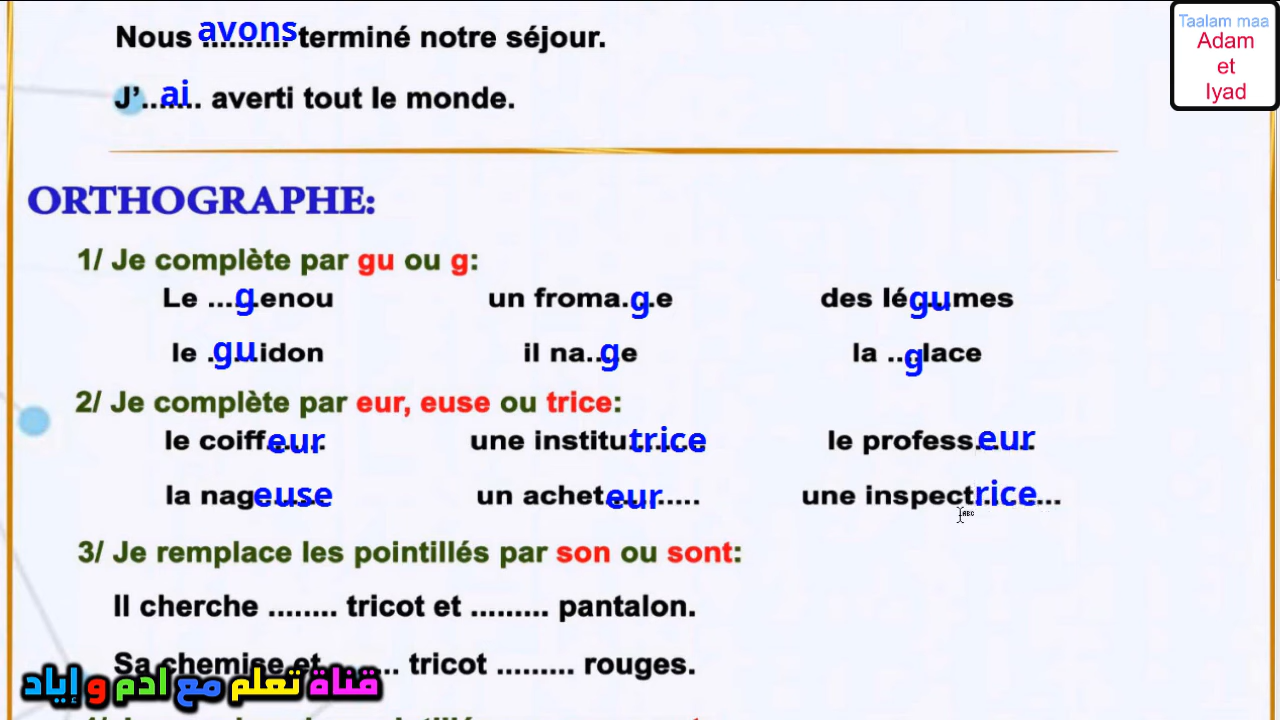 Nous avons terminé notre séjour.
Taalam maa
Adam
et
Iyad
J’..ai.. averti tout le monde.
ORTHOGRAPHE:
1/ Je complète par gu ou g:
Le ...g.enou un froma.g.e des légumes
le .guidon il na..ge la ..glace
2/ Je complète par eur, euse ou trice:
le coiffeur une institutrice le professeur
la nageuse un acheteur..... une inspectrice...
3/ Je remplace les pointillés par son ou sont:
Il cherche ........ tricot et ......... pantalon.
Sa chemise et ........ tricot ......... rouges.
قناة تعلم مع ادم و إياد